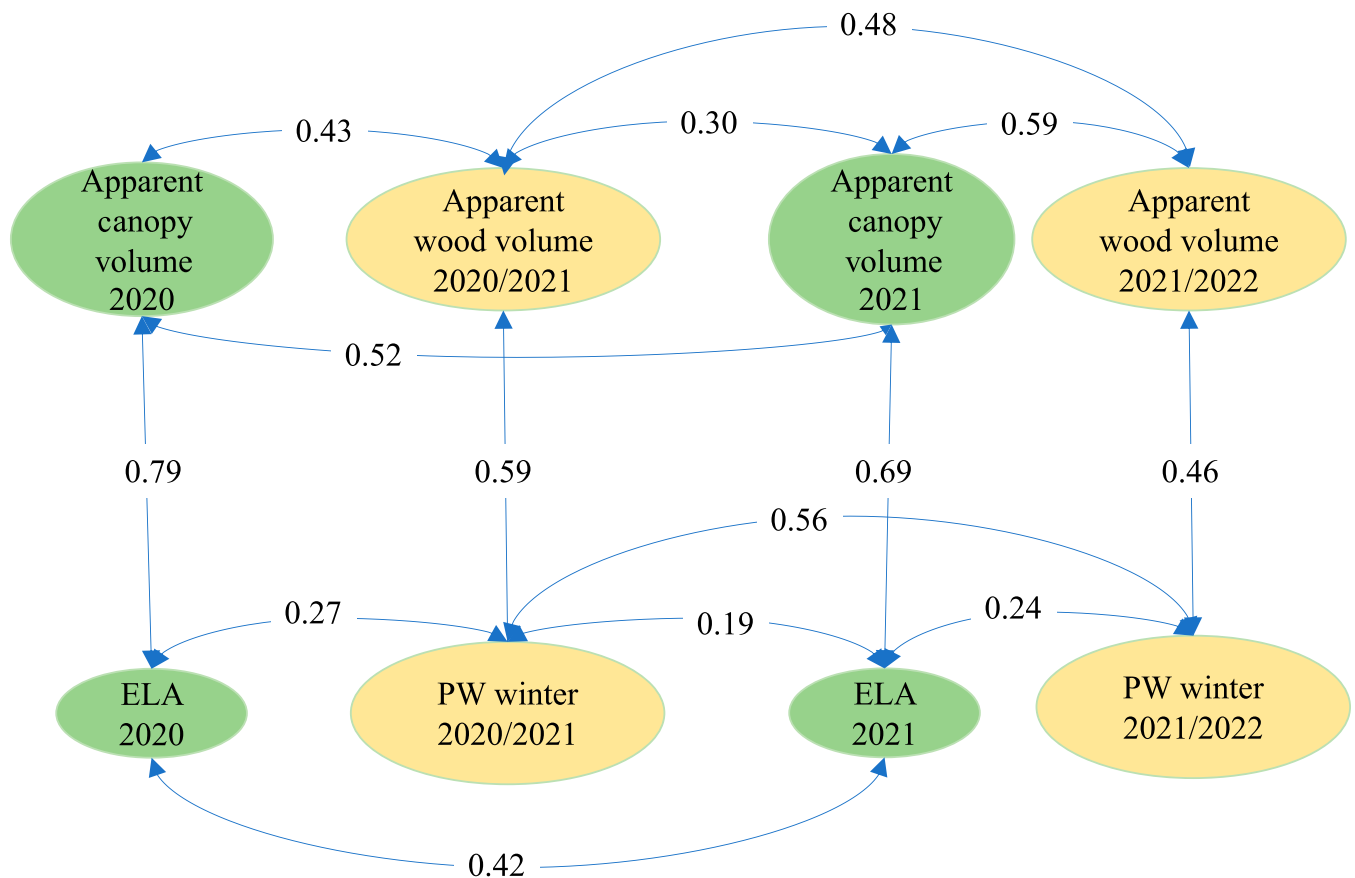 0.48
0.43
0.30
0.59
Apparent
canopy
volume
2020
Apparent
wood volume
2020/2021
Apparent
canopy
volume
2021
Apparent
wood volume
2021/2022
0.52
0.79
0.59
0.69
0.46
0.56
0.27
0.19
0.24
ELA
2020
PW winter
2020/2021
ELA
2021
PW winter
2021/2022
0.42